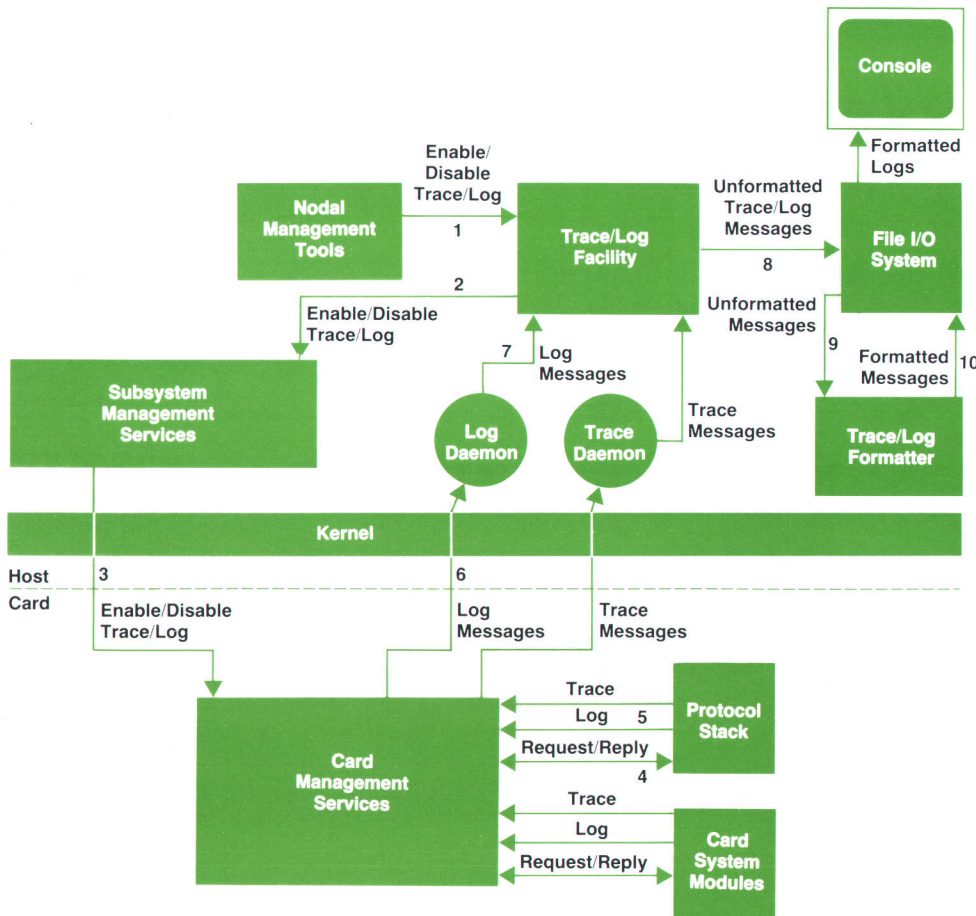 Console
Formatted
Logs
Enable/
Disable
Trace/Log
1
Nodal
Management
Tools
Trace/Log
Facility
Unformatted
Trace/Log
Messages
8
File I/O
System
2
Enable/Disable
Trace/Log
7
Log
Messages
Unformatted
Messages
9
Formatted
Messages
10
Subsystem
Management
Services
Log
Daemon
Trace
Daemon
Trace
Messages
Trace/Log
Formatter
Kernel
Host
Card
3
Enable/Disable
Trace/Log
6
Log
Messages
Trace
Messages
Card
Management
Services
Trace
Log
5
Request/Reply
4
Protocol
Stack
Trace
Log
Request/Reply
Card
System
Modules